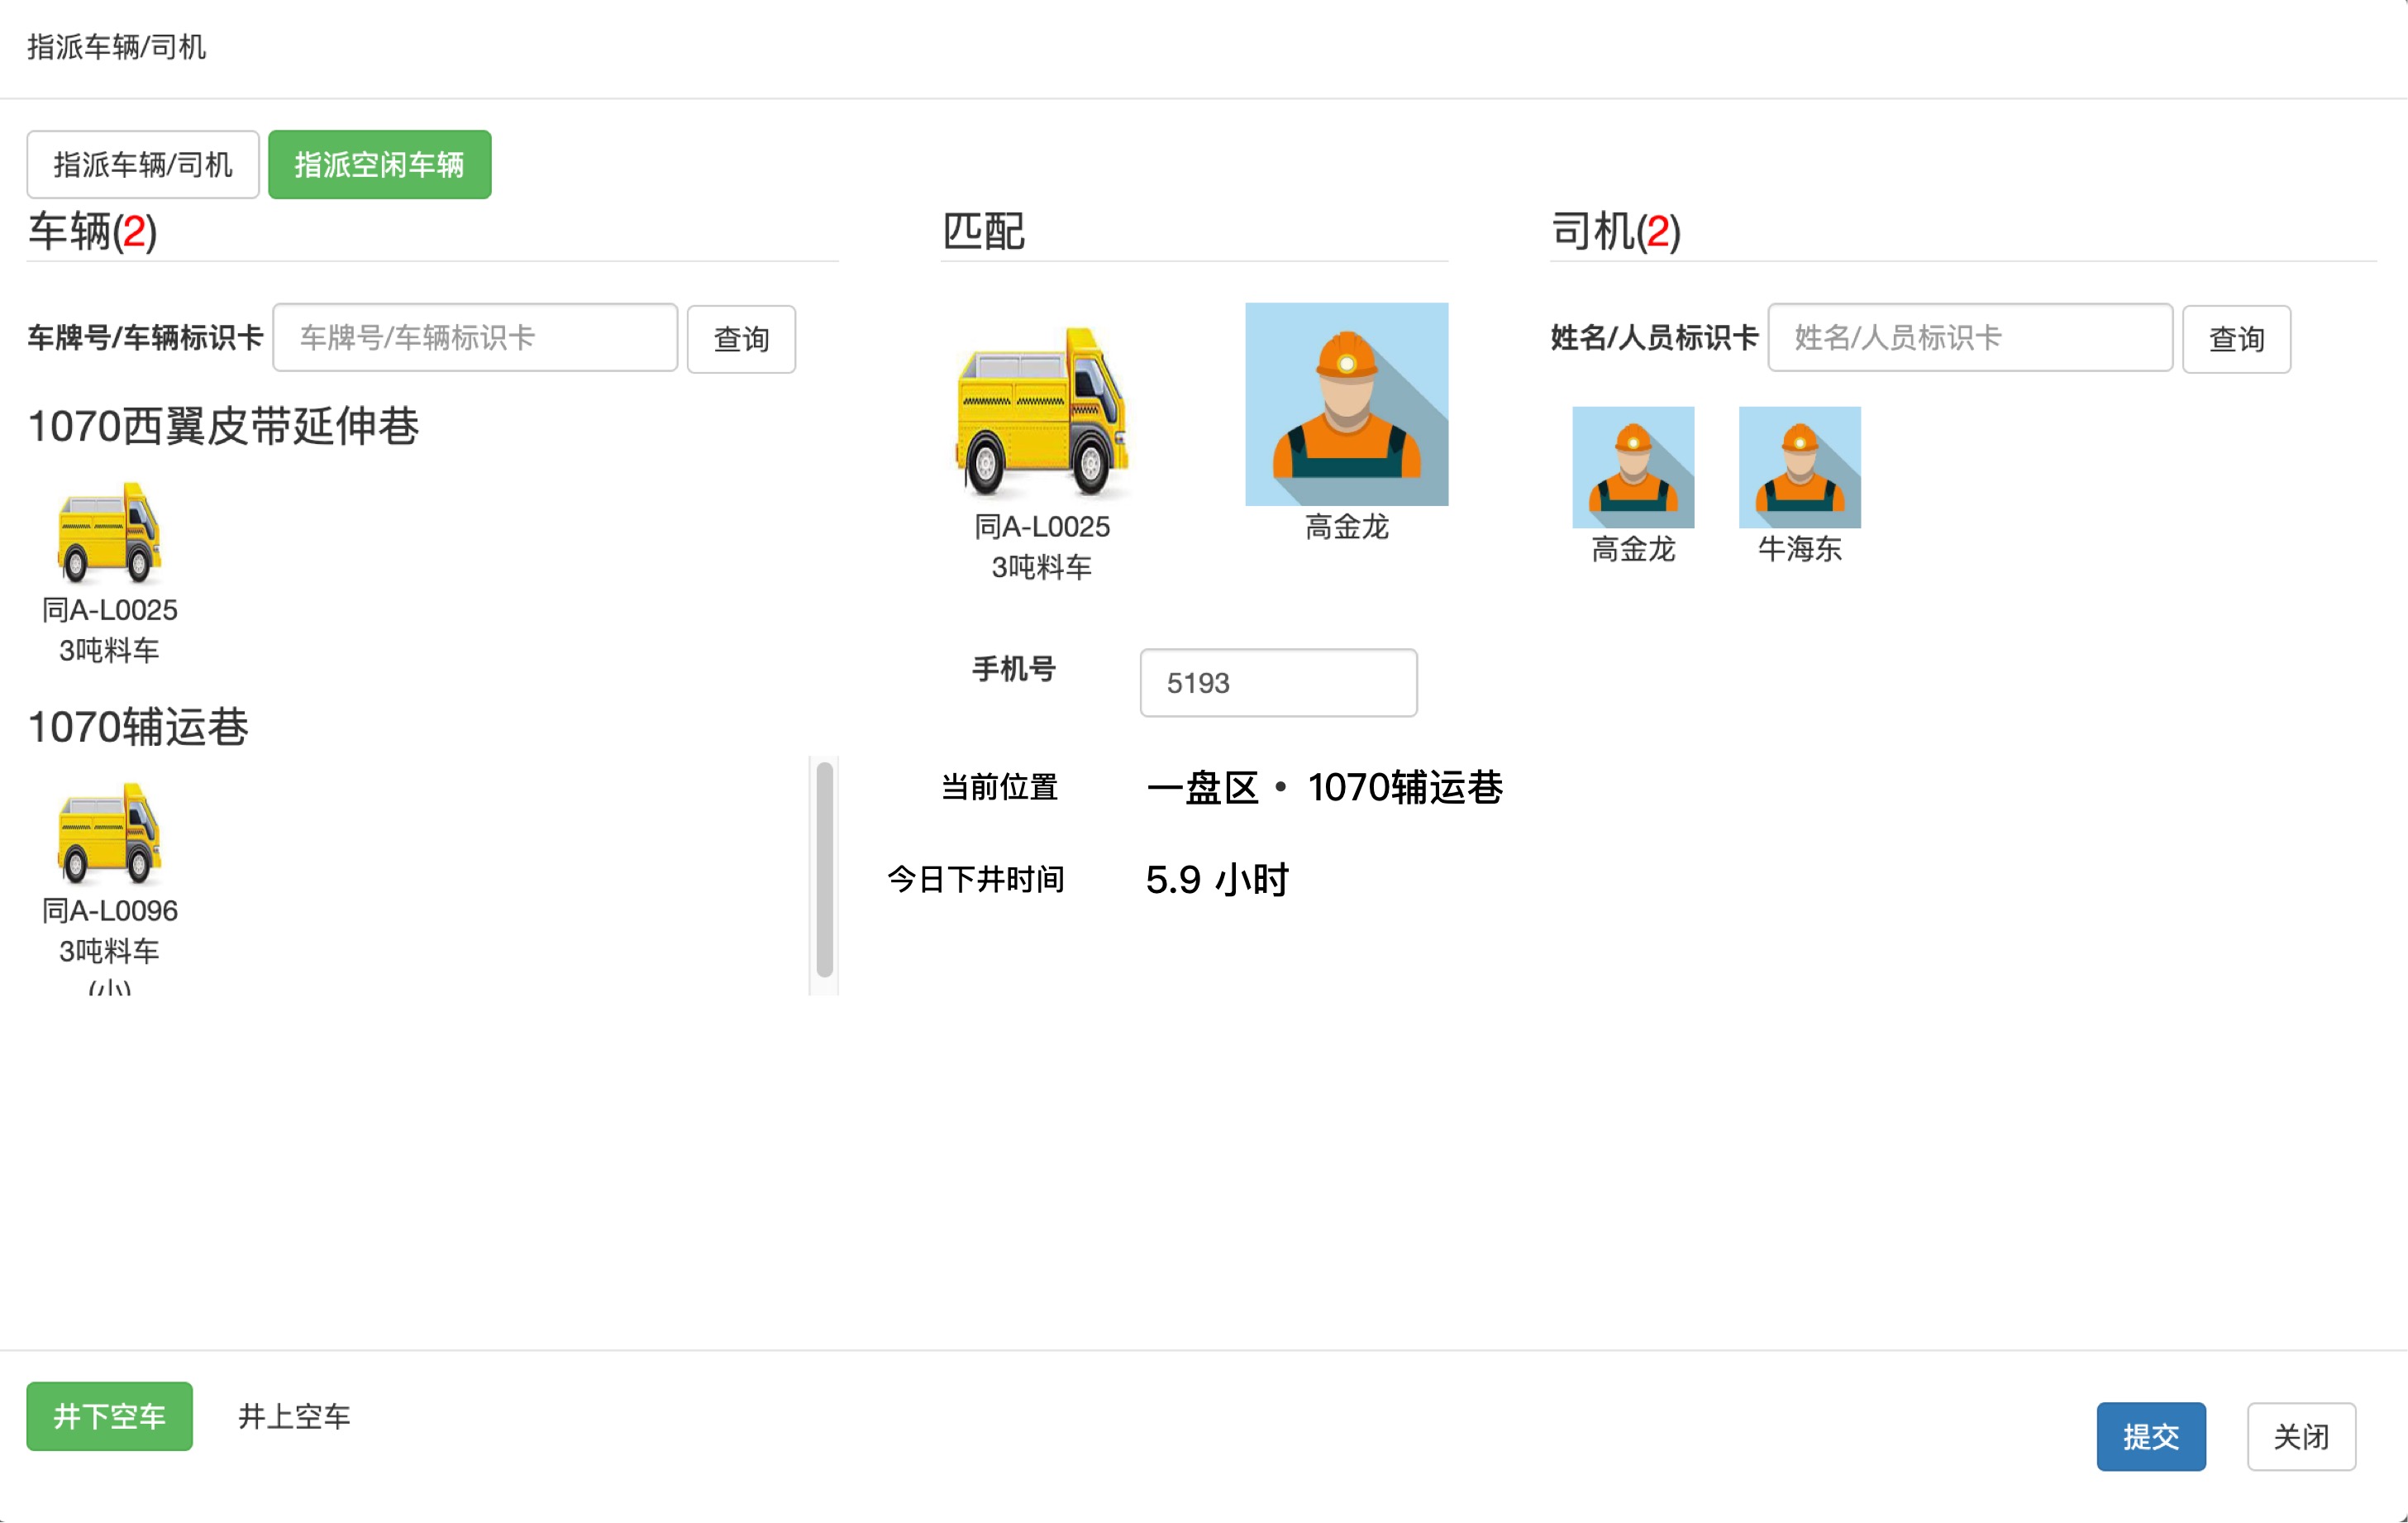 指派车辆/司机
指派车辆/司机 指派空闲车辆
车辆(2)
车牌号/车辆标识卡 车牌号/车辆标识卡 查询
1070西翼皮带延伸巷
同A-L0025
3吨料车
1070辅运巷
同A-L0096
3吨料车
(小)
匹配
同A-L0025
3吨料车
高金龙
手机号 5193
当前位置 一盘区 • 1070辅运巷
今日下井时间 5.9 小时
司机(2)
姓名/人员标识卡 姓名/人员标识卡 查询
高金龙 牛海东
井下空车 井上空车
提交 关闭